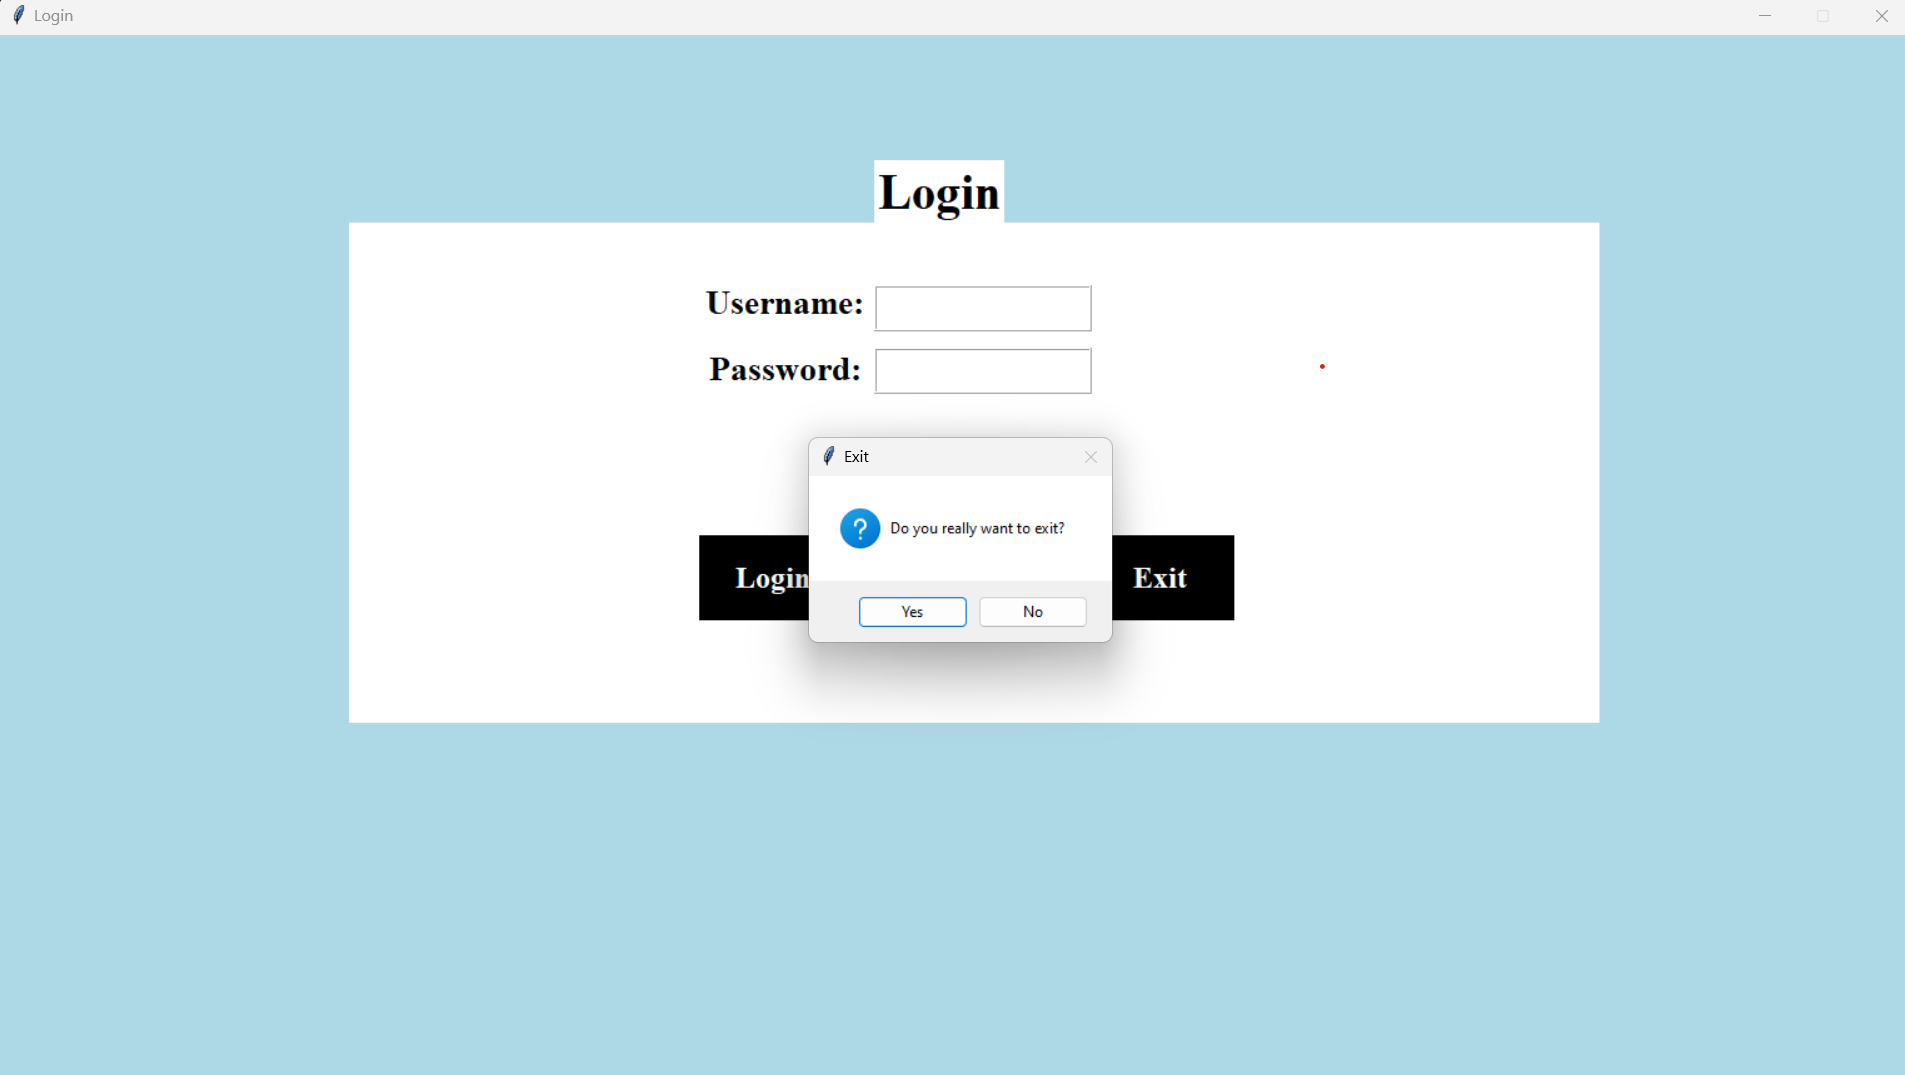 Login
Login
Username:
Password:
Exit
Do you really want to exit?
Login
Exit
Yes
No